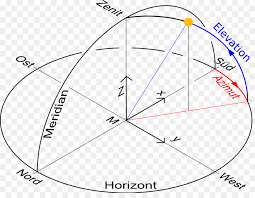 Zenit
Elevation
Ost
Süd
Azimut
Meridian
Z
x
M
y
Nord
West
Horizont